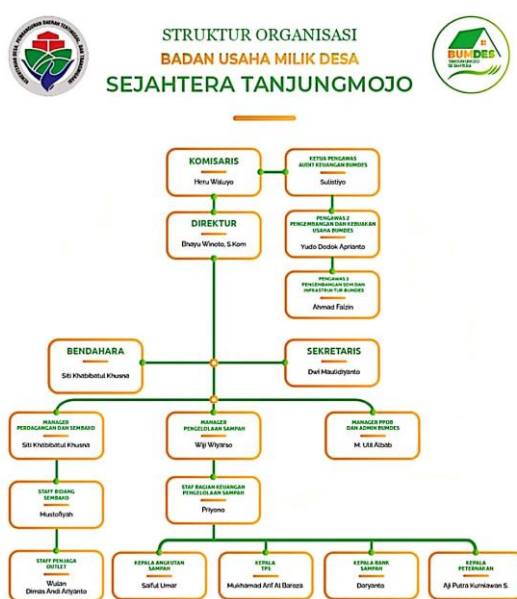 STRUKTUR ORGANISASI
BADAN USAHA MILIK DESA
SEJAHTERA TANJUNGMOJO
BUMDES
TANJUNGMOJO
SEJAHTERA
KOMISARIS
Heru Waluyo
KETUA PENGAWAS
AUDIT KEUANGAN BUMDES
Sulistiyo
DIREKTUR
Bhayu Winoto, S.Kom
PENGAWAS 2
PENGEMBANGAN DAN KEBIJAKAN
USAHA BUMDES
Yudo Dodok Aprianto
PENGEMBANGAN SDM DAN
INFRASTRUKTUR BUMDES
Ahmad Faizin
BENDAHARA
Siti Khabibatul Khusna
SEKRETARIS
Dwi Maulidiyanto
MANAGER
PERDAGANGAN DAN SEMBAKO
Siti Khabibatul Khusna
MANAGER
PENGELOLAAN SAMPAH
Wiji Wiyarso
MANAGER PPOB
DAN ADMIN BUMDES
M. Ulil Albab
STAFF BIDANG
SEMBAKO
Mustofiyah
STAF BAGIAN KEUANGAN
PENGELOLAAN SAMPAH
Priyono
STAFF PENJAGA
OUTLET
Wulan
Dimas Andi Ariyanto
KEPALA ANGKUTAN
SAMPAH
Saiful Umar
KEPALA
TPS
Mukhamad Arif Al Baroza
KEPALA BANK
SAMPAH
Daryanto
KEPALA
PETERNAKAN
Aji Putra Kurniawan S.